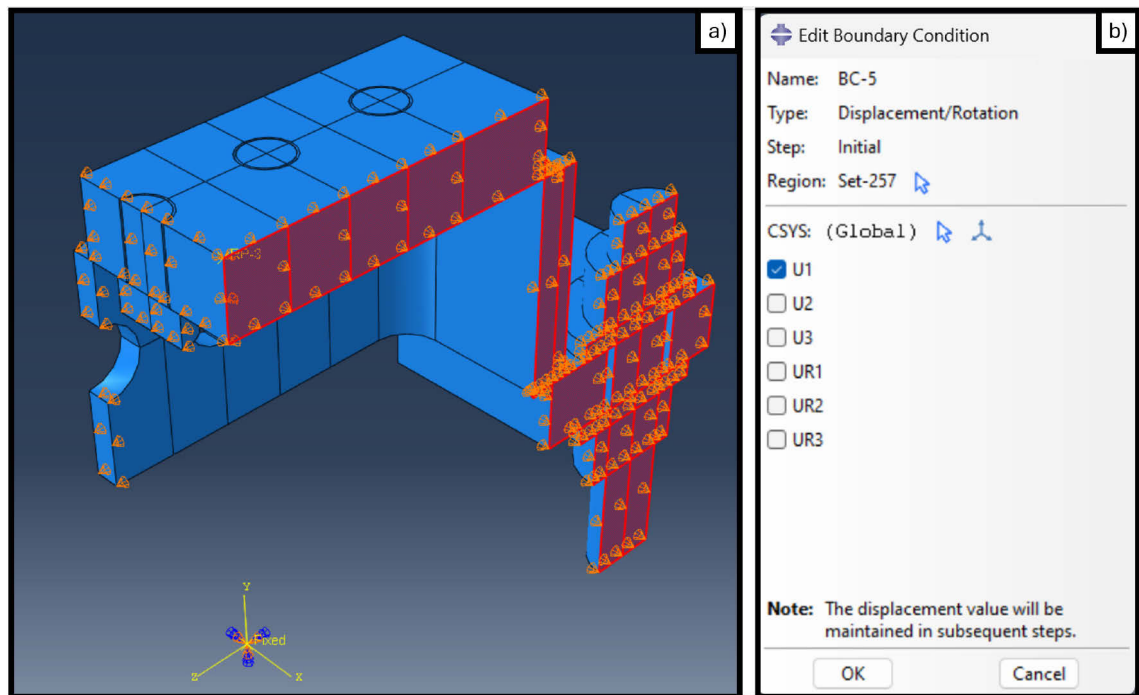 a)
RP-3
Y
Fixed
Z
X
b)
Edit Boundary Condition
Name: BC-5
Type: Displacement/Rotation
Step: Initial
Region: Set-257
CSYS: (Global)
U1
U2
U3
UR1
UR2
UR3
Note: The displacement value will be
maintained in subsequent steps.
OK Cancel